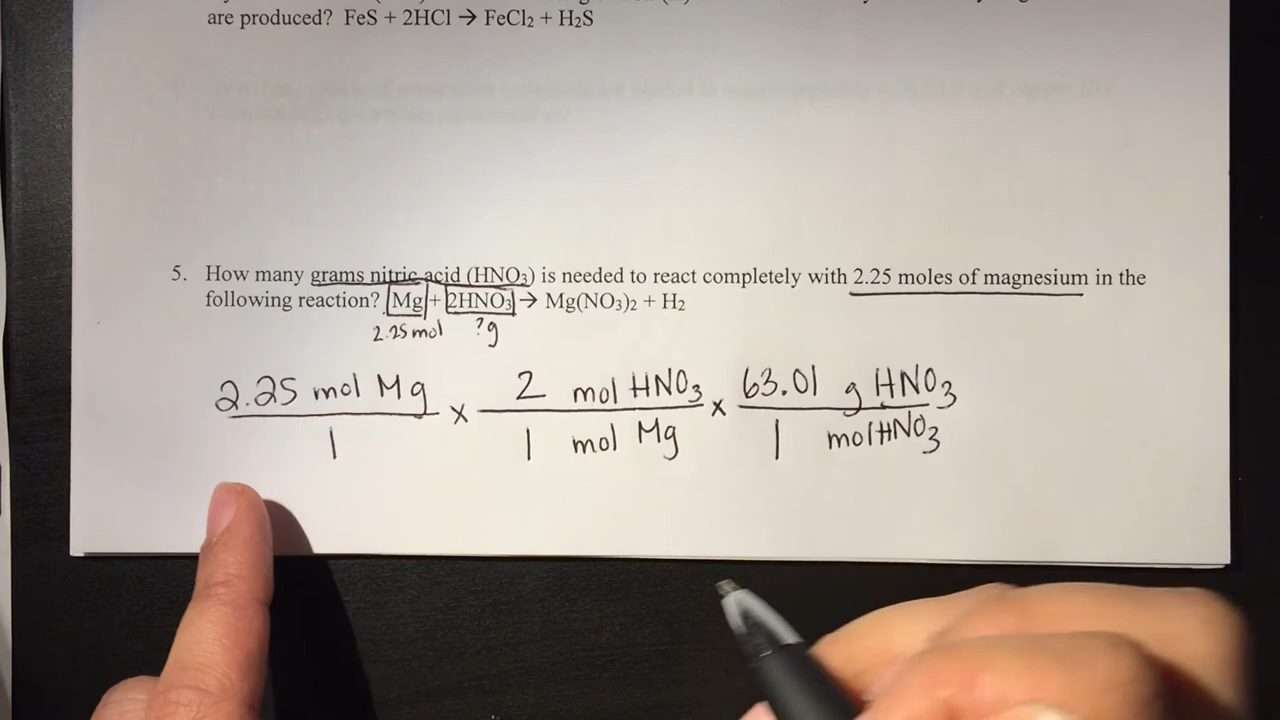 are produced? FeS + 2HCl → FeCl₂ + H₂S
5. How many grams nitric acid (HNO₃) is needed to react completely with 2.25 moles of magnesium in the
following reaction? Mg + 2HNO₃ → Mg(NO₃)₂ + H₂
2.25 mol ?g
2.25 mol Mg / 1 x 2 mol HNO₃ / 1 mol Mg x 63.01 g HNO₃ / 1 mol HNO₃